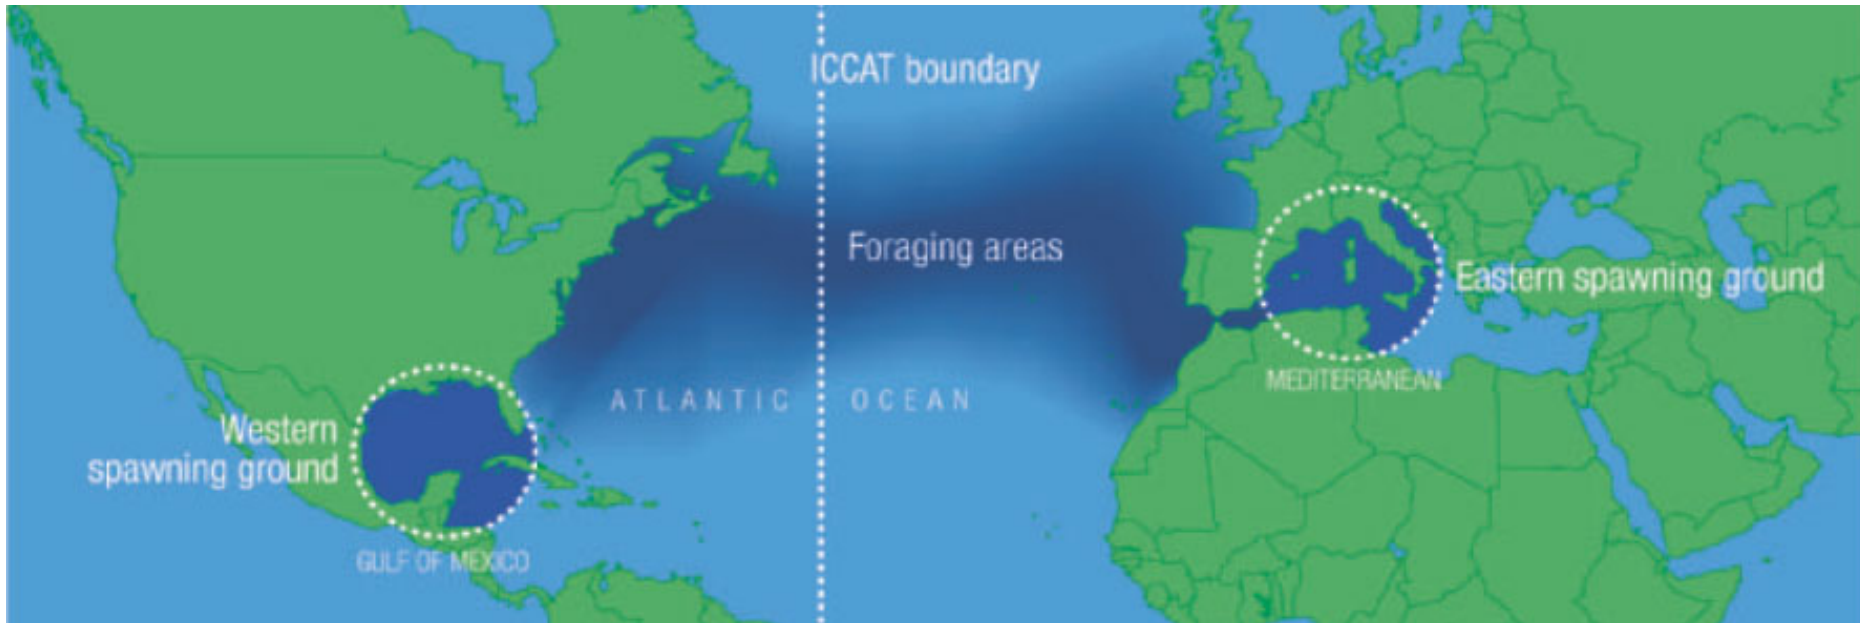 ICCAT boundary
Foraging areas
Eastern spawning ground
MEDITERRANEAN
ATLANTIC OCEAN
Western
spawning ground
GULF OF MEXICO